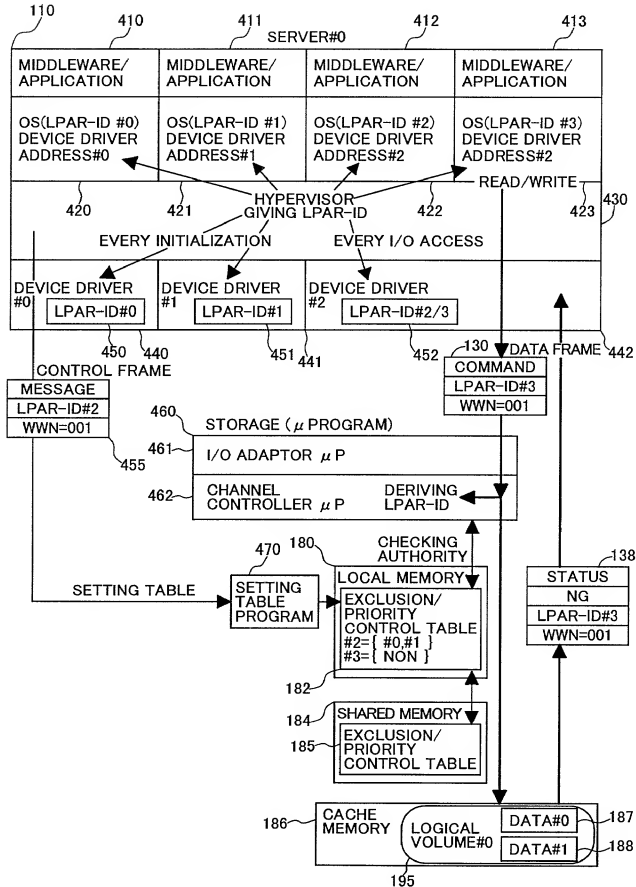 110
410
411
412
413
SERVER#0
MIDDLEWARE/
APPLICATION
MIDDLEWARE/
APPLICATION
MIDDLEWARE/
APPLICATION
MIDDLEWARE/
APPLICATION
OS(LPAR-ID #0)
DEVICE DRIVER
ADDRESS#0
OS(LPAR-ID #1)
DEVICE DRIVER
ADDRESS#1
OS(LPAR-ID #2)
DEVICE DRIVER
ADDRESS#2
OS(LPAR-ID #3)
DEVICE DRIVER
ADDRESS#2
READ/WRITE
420
421
HYPERVISOR
GIVING LPAR-ID
422
423
430
EVERY INITIALIZATION
EVERY I/O ACCESS
DEVICE DRIVER
#0
LPAR-ID#0
DEVICE DRIVER
#1
LPAR-ID#1
DEVICE DRIVER
#2
LPAR-ID#2/3
450
440
451
441
452
442
CONTROL FRAME
MESSAGE
LPAR-ID#2
WWN=001
455
130
DATA FRAME
COMMAND
LPAR-ID#3
WWN=001
460
STORAGE (μ PROGRAM)
461
I/O ADAPTOR μP
462
CHANNEL
CONTROLLER μP
DERIVING
LPAR-ID
CHECKING
AUTHORITY
470
SETTING TABLE
SETTING
TABLE
PROGRAM
180
LOCAL MEMORY
EXCLUSION/
PRIORITY
CONTROL TABLE
#2={ #0,#1 }
#3={ NON }
182
138
STATUS
NG
LPAR-ID#3
WWN=001
184
SHARED MEMORY
185
EXCLUSION/
PRIORITY
CONTROL TABLE
186
CACHE
MEMORY
LOGICAL
VOLUME#0
DATA#0
187
DATA#1
188
195